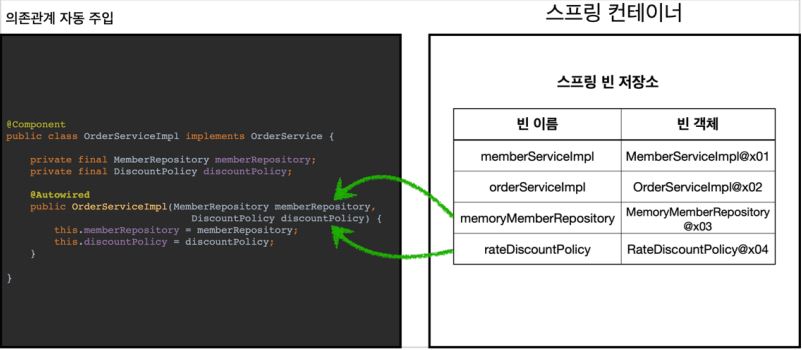 의존관계 자동 주입
@Component
public class OrderServiceImpl implements OrderService {
private final MemberRepository memberRepository;
private final DiscountPolicy discountPolicy;
@Autowired
public OrderServiceImpl(MemberRepository memberRepository,
DiscountPolicy discountPolicy) {
this.memberRepository = memberRepository;
this.discountPolicy = discountPolicy;
}
}
스프링 컨테이너
스프링 빈 저장소
빈 이름 빈 객체
memberServiceImpl MemberServiceImpl@x01
orderServiceImpl OrderServiceImpl@x02
memoryMemberRepository MemoryMemberRepository
@x03
rateDiscountPolicy RateDiscountPolicy@x04